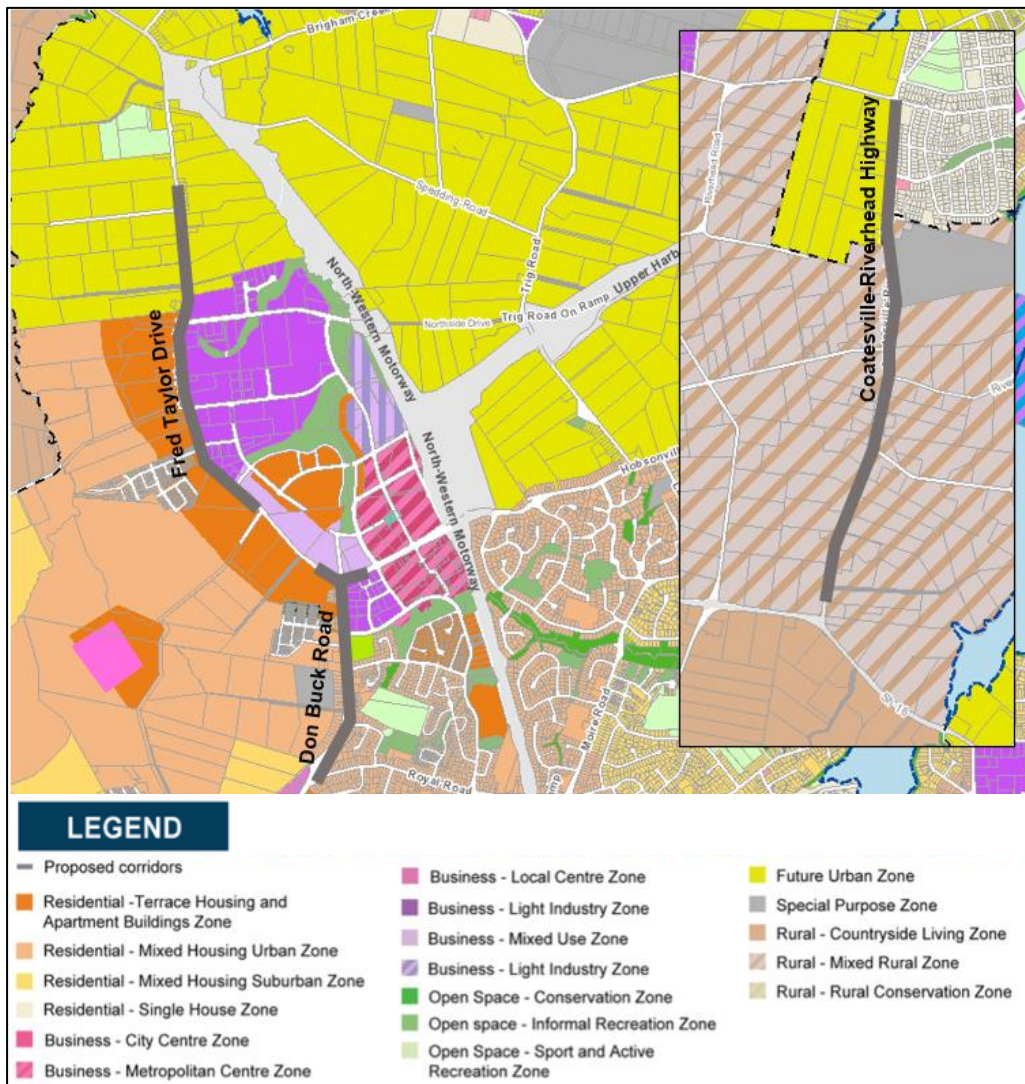 Brigham Creek
Spedding Road
Trig Road
North-Western Motorway
Upper Harb
Trig Road On Ramp
Northside Drive
Fred Taylor Drive
North-Western Motorway
Hobsonville
Don Buck Road
Moire Road
Royal Road
amp
Riverhead Road
Coatesville-Riverhead Highway
River
SH 16
LEGEND
Proposed corridors
Residential -Terrace Housing and
Apartment Buildings Zone
Residential - Mixed Housing Urban Zone
Residential - Mixed Housing Suburban Zone
Residential - Single House Zone
Business - City Centre Zone
Business - Metropolitan Centre Zone
Business - Local Centre Zone
Business - Light Industry Zone
Business - Mixed Use Zone
Business - Light Industry Zone
Open Space - Conservation Zone
Open space - Informal Recreation Zone
Open Space - Sport and Active
Recreation Zone
Future Urban Zone
Special Purpose Zone
Rural - Countryside Living Zone
Rural - Mixed Rural Zone
Rural - Rural Conservation Zone